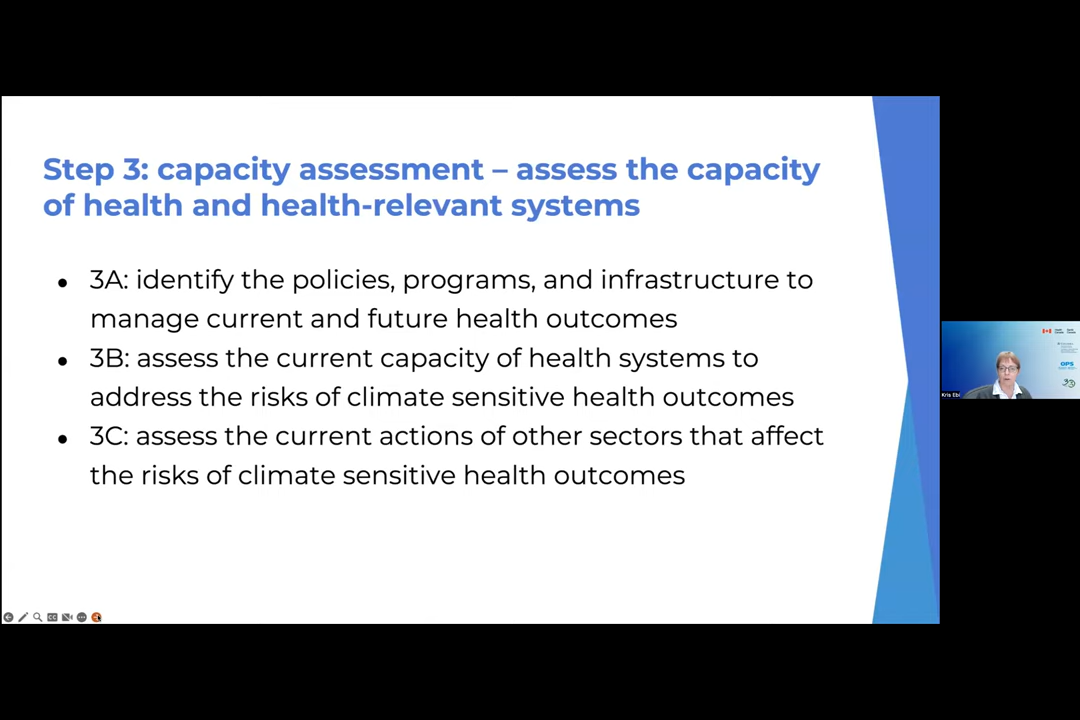 Step 3: capacity assessment – assess the capacity
of health and health-relevant systems
● 3A: identify the policies, programs, and infrastructure to
manage current and future health outcomes
● 3B: assess the current capacity of health systems to
address the risks of climate sensitive health outcomes
● 3C: assess the current actions of other sectors that affect
the risks of climate sensitive health outcomes
OPS
Kris Ebi